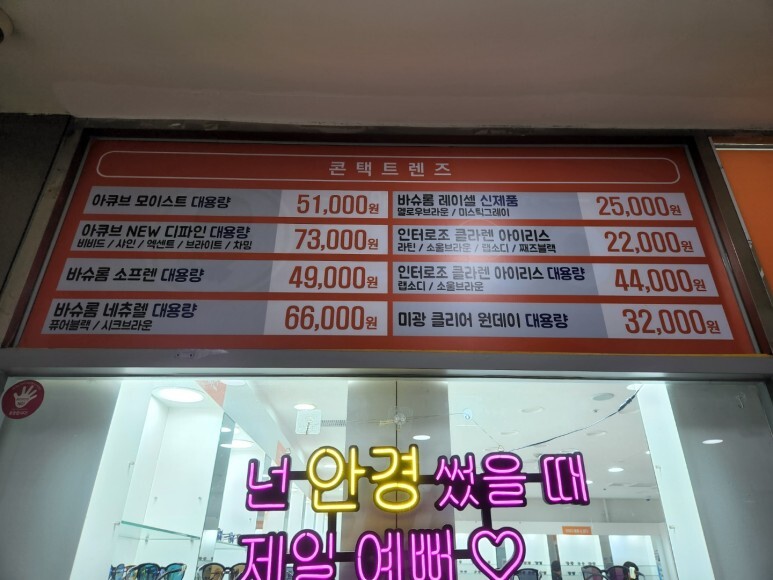 콘택트렌즈
아큐브 모이스트 대용량 51,000원
아큐브 NEW 디파인 대용량 73,000원
비비드 / 샤인 / 엑센트 / 브라이트 / 차밍
바슈롬 소프렌 대용량 49,000원
바슈롬 네츄렐 대용량 66,000원
퓨어블랙 / 시크브라운
바슈롬 레이셀 신제품 25,000원
멜로우브라운 / 미스틱그레이
인터로조 클라렌 아이리스 22,000원
라틴 / 소울브라운 / 랩소디 / 째즈블랙
인터로조 클라렌 아이리스 대용량 44,000원
랩소디 / 소울브라운
미광 클리어 원데이 대용량 32,000원
넌 안경 썼을 때
제일 예뻐♡